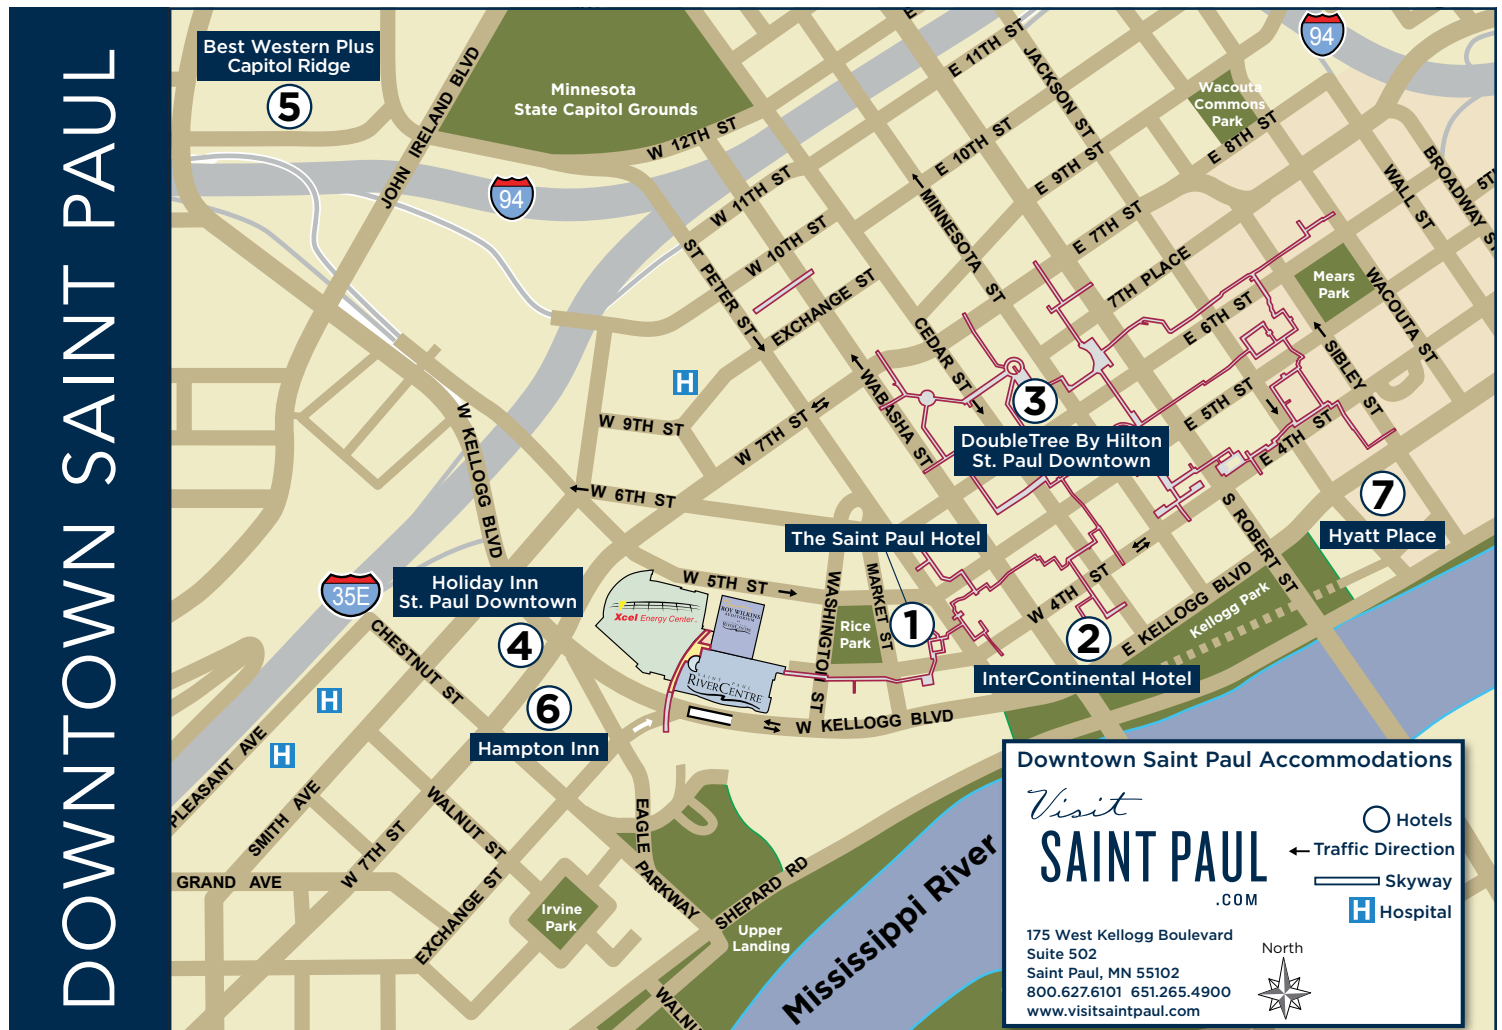 DOWNTOWN SAINT PAUL
Best Western Plus
Capitol Ridge
5
JOHN IRELAND BLVD
Minnesota
State Capitol Grounds
94
94
W 12TH ST
E 11TH ST
JACKSON ST
Wacouta
Commons
Park
E 8TH ST
E 10TH ST
E 9TH ST
WALL ST
BROADWAY ST
W 11TH ST
W 10TH ST
MINNESOTA ST
E 7TH ST
7TH PLACE
ST PETER ST
EXCHANGE ST
Mears
Park
WACOUTA ST
E 6TH ST
CEDAR ST
SIBLEY ST
WABASHA ST
H
W 9TH ST
W 7TH ST
3
DoubleTree By Hilton
St. Paul Downtown
E 5TH ST
E 4TH ST
W KELLOGG BLVD
W 6TH ST
7
Hyatt Place
S ROBERT ST
The Saint Paul Hotel
1
35E
Holiday Inn
St. Paul Downtown
4
Xcel Energy Center
ROY WILKINS
AUDITORIUM
W 5TH ST
WASHINGTON ST
Rice
Park
MARKET ST
W 4TH ST
E KELLOGG BLVD
Kellogg Park
2
InterContinental Hotel
SAINT PAUL
RIVERCENTRE
CHESTNUT ST
6
Hampton Inn
W KELLOGG BLVD
H
H
PLEASANT AVE
SMITH AVE
WALNUT ST
W 7TH ST
EAGLE PARKWAY
GRAND AVE
EXCHANGE ST
Irvine
Park
SHEPARD RD
Upper
Landing
Mississippi River
Downtown Saint Paul Accommodations
Visit
SAINT PAUL
.COM
Hotels
Traffic Direction
Skyway
H Hospital
175 West Kellogg Boulevard
Suite 502
Saint Paul, MN 55102
800.627.6101 651.265.4900
www.visitsaintpaul.com
North